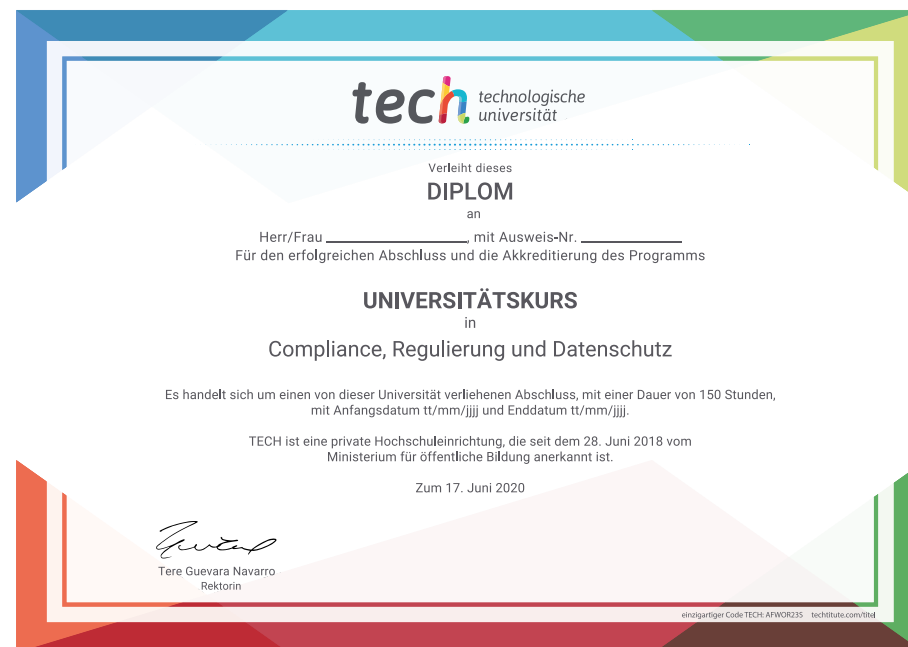 tech technologische
universität
Verleiht dieses
DIPLOM
an
Herr/Frau ____________________, mit Ausweis-Nr. ______________
Für den erfolgreichen Abschluss und die Akkreditierung des Programms
UNIVERSITÄTSKURS
in
Compliance, Regulierung und Datenschutz
Es handelt sich um einen von dieser Universität verliehenen Abschluss, mit einer Dauer von 150 Stunden,
mit Anfangsdatum tt/mm/jjjj und Enddatum tt/mm/jjjj.
TECH ist eine private Hochschuleinrichtung, die seit dem 28. Juni 2018 vom
Ministerium für öffentliche Bildung anerkannt ist.
Zum 17. Juni 2020
Tere Guevara Navarro
Rektorin
einzigartiger Code TECH: AFWOR23S techtitute.com/titel